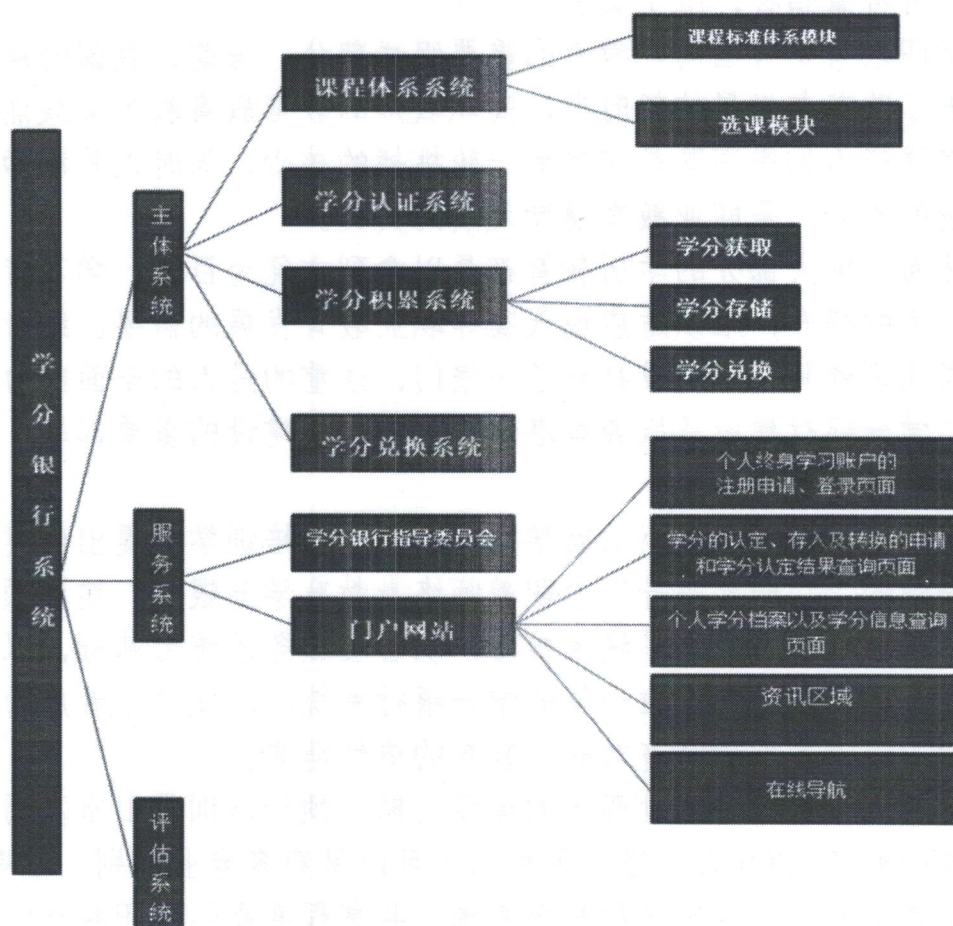 学分银行系统
主体系统
课程体系系统
课程标准体系模块
选课模块
学分认证系统
学分积累系统
学分获取
学分存储
学分兑换
学分兑换系统
服务系统
学分银行指导委员会
门户网站
个人终身学习账户的
注册申请、登录页面
学分的认定、存入及转换的申请
和学分认定结果查询页面
个人学分档案以及学分信息查询
页面
资讯区域
在线导航
评估系统